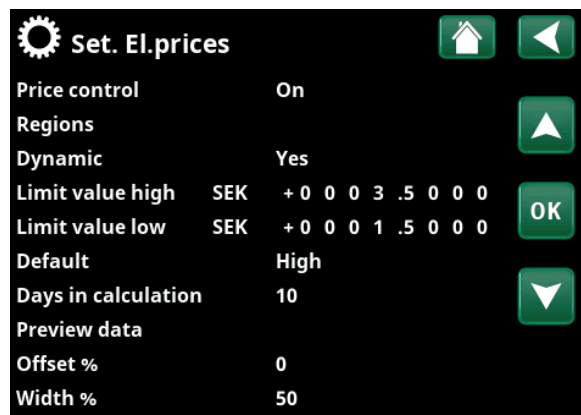 Set. El.prices
Price control On
Regions
Dynamic Yes
Limit value high SEK +0 0 0 3 .5 0 0 0
Limit value low SEK +0 0 0 1 .5 0 0 0
OK
Default High
Days in calculation 10
Preview data
Offset % 0
Width % 50